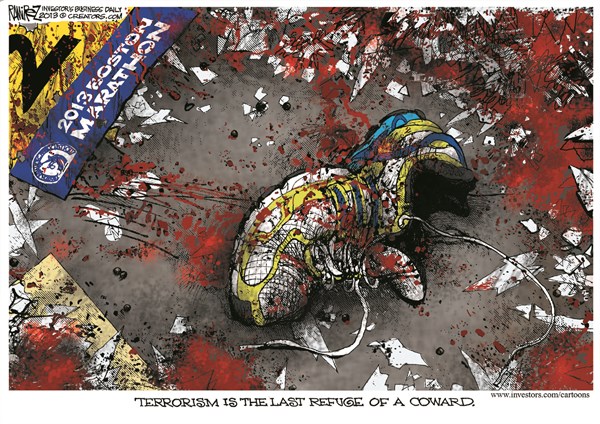 RAMIREZ INVESTOR'S BUSINESS DAILY
2013 © CREATORS.COM
2013 BOSTON
MARATHON
www.investors.com/cartoons
TERRORISM IS THE LAST REFUGE OF A COWARD.